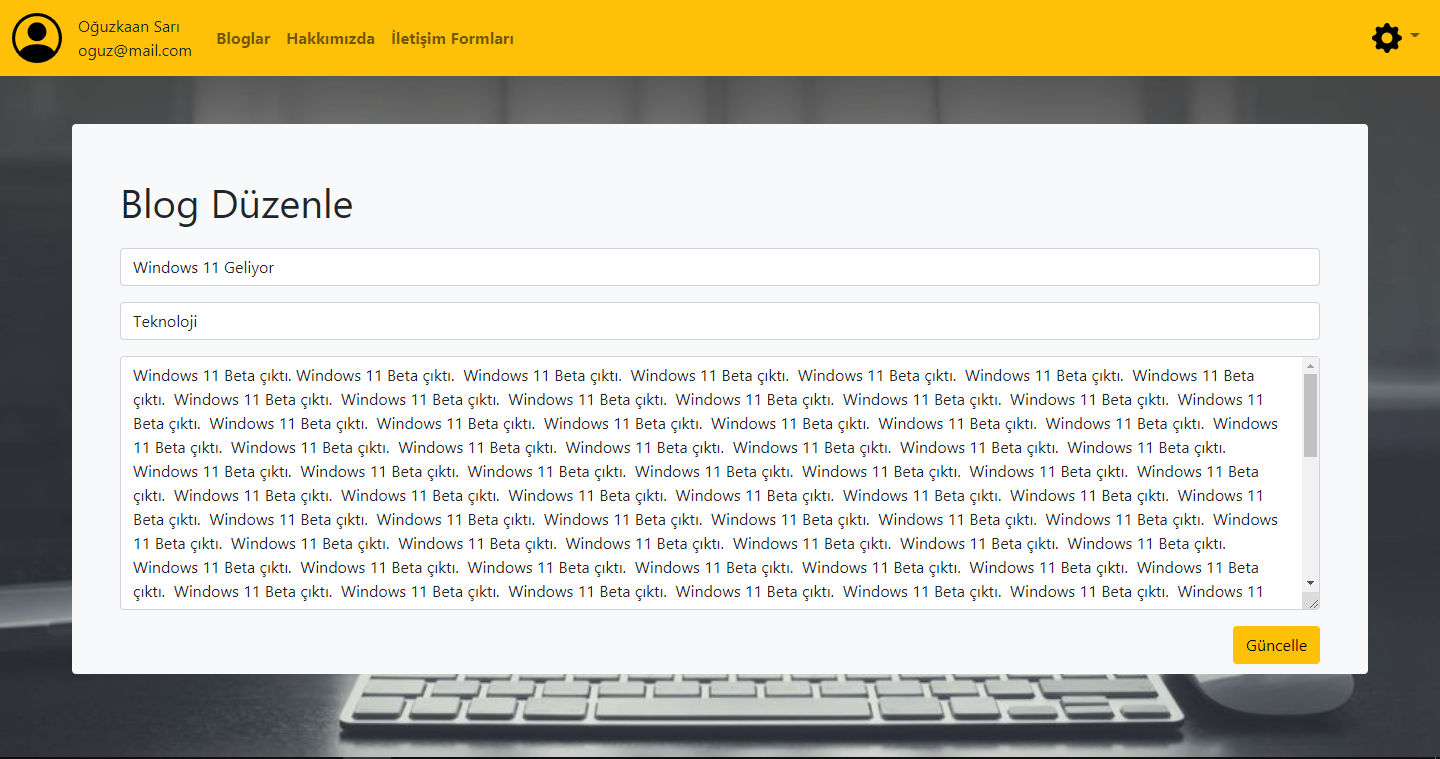 Oğuzkaan Sarı
oguz@mail.com
Bloglar Hakkımızda İletişim Formları
Blog Düzenle
Windows 11 Geliyor
Teknoloji
Windows 11 Beta çıktı. Windows 11 Beta çıktı.  Windows 11 Beta çıktı.  Windows 11 Beta çıktı.  Windows 11 Beta çıktı.  Windows 11 Beta çıktı.  Windows 11 Beta
çıktı.  Windows 11 Beta çıktı.  Windows 11 Beta çıktı.  Windows 11 Beta çıktı.  Windows 11 Beta çıktı.  Windows 11 Beta çıktı.  Windows 11 Beta çıktı.  Windows 11
Beta çıktı.  Windows 11 Beta çıktı.  Windows 11 Beta çıktı.  Windows 11 Beta çıktı.  Windows 11 Beta çıktı.  Windows 11 Beta çıktı.  Windows 11 Beta çıktı.  Windows
11 Beta çıktı.  Windows 11 Beta çıktı.  Windows 11 Beta çıktı.  Windows 11 Beta çıktı.  Windows 11 Beta çıktı.  Windows 11 Beta çıktı.  Windows 11 Beta çıktı.
Windows 11 Beta çıktı.  Windows 11 Beta çıktı.  Windows 11 Beta çıktı.  Windows 11 Beta çıktı.  Windows 11 Beta çıktı.  Windows 11 Beta çıktı.  Windows 11 Beta
çıktı.  Windows 11 Beta çıktı.  Windows 11 Beta çıktı.  Windows 11 Beta çıktı.  Windows 11 Beta çıktı.  Windows 11 Beta çıktı.  Windows 11 Beta çıktı.  Windows 11
Beta çıktı.  Windows 11 Beta çıktı.  Windows 11 Beta çıktı.  Windows 11 Beta çıktı.  Windows 11 Beta çıktı.  Windows 11 Beta çıktı.  Windows 11 Beta çıktı.  Windows
11 Beta çıktı.  Windows 11 Beta çıktı.  Windows 11 Beta çıktı.  Windows 11 Beta çıktı.  Windows 11 Beta çıktı.  Windows 11 Beta çıktı.  Windows 11 Beta çıktı.
Windows 11 Beta çıktı.  Windows 11 Beta çıktı.  Windows 11 Beta çıktı.  Windows 11 Beta çıktı.  Windows 11 Beta çıktı.  Windows 11 Beta çıktı.  Windows 11 Beta
çıktı.  Windows 11 Beta çıktı.  Windows 11 Beta çıktı.  Windows 11 Beta çıktı.  Windows 11 Beta çıktı.  Windows 11 Beta çıktı.  Windows 11 Beta çıktı.  Windows 11
Güncelle